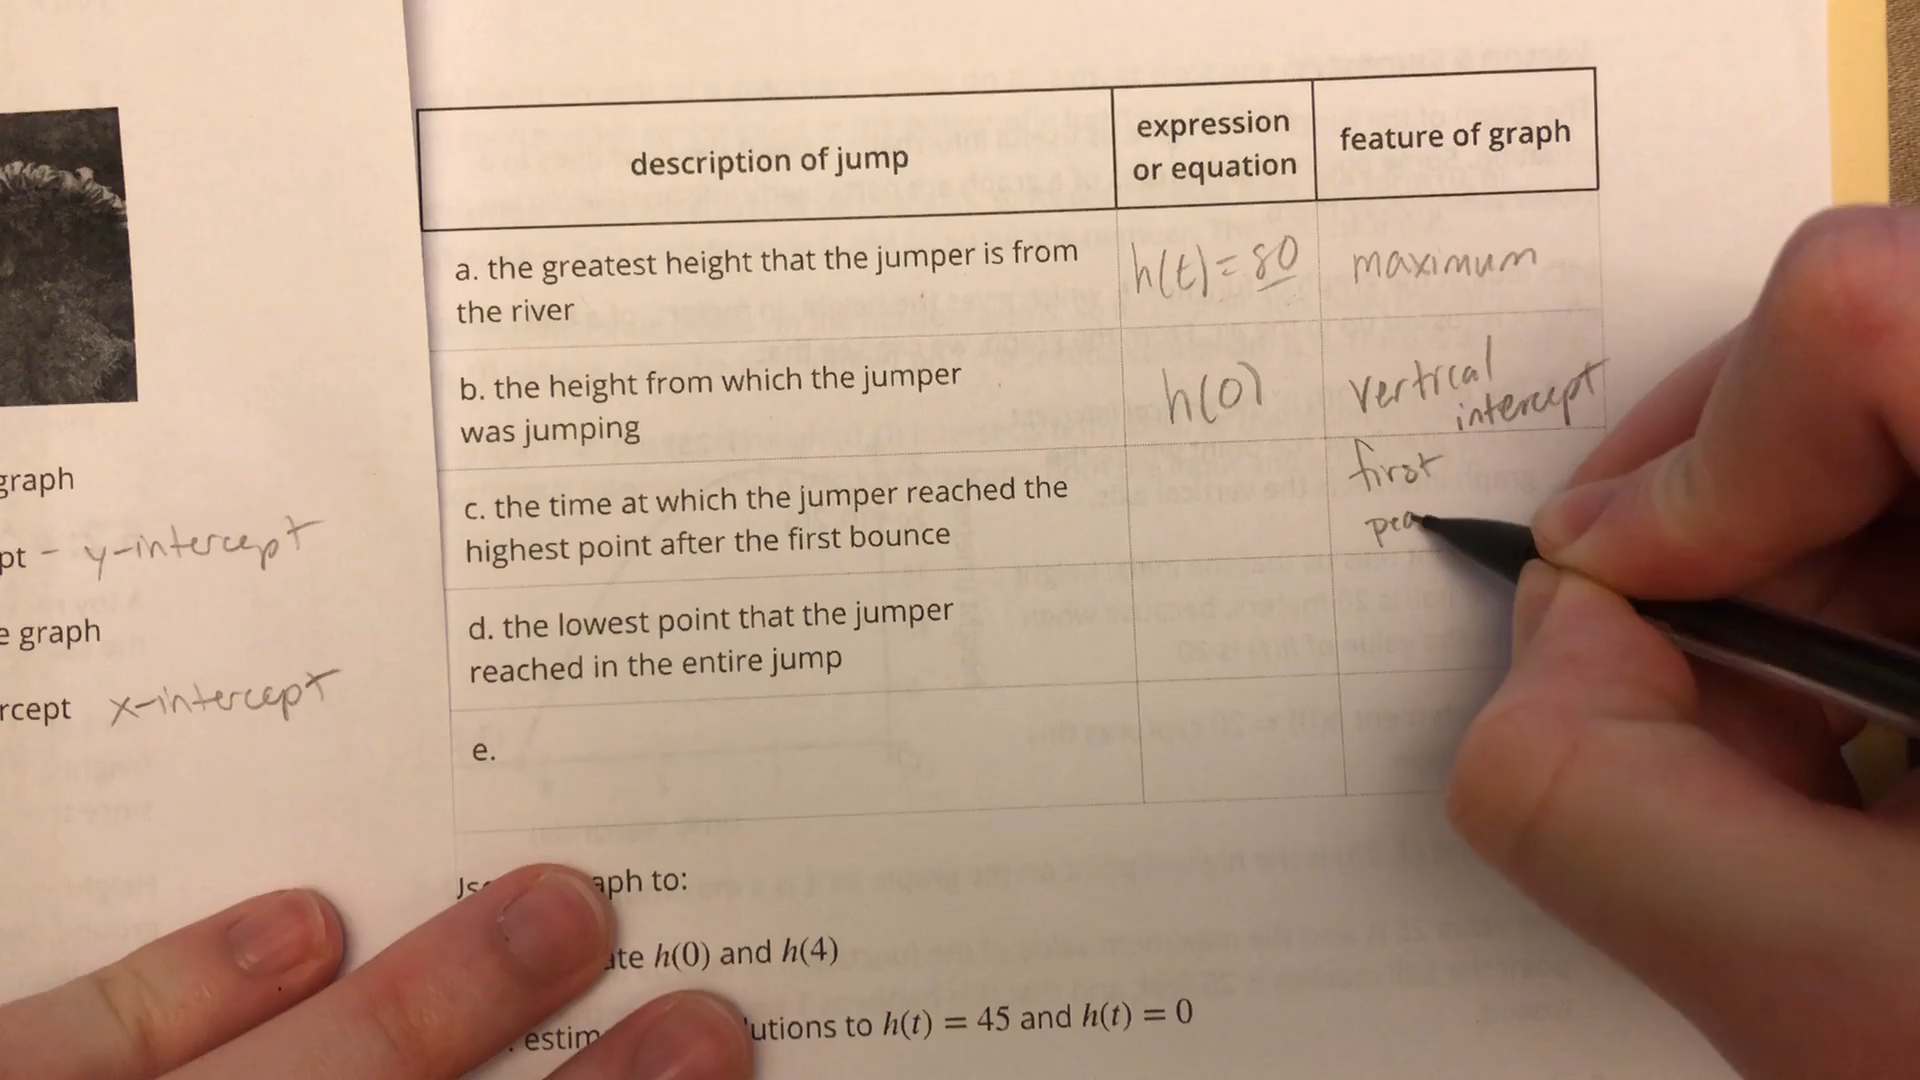 description of jump
expression
or equation
feature of graph
a. the greatest height that the jumper is from
the river
h(t) = 80
maximum
b. the height from which the jumper
was jumping
h(0)
vertical
intercept
c. the time at which the jumper reached the
highest point after the first bounce
first
pea
d. the lowest point that the jumper
reached in the entire jump
e.
graph
pt - y-intercept
e graph
rcept x-intercept
aph to:
ate h(0) and h(4)
estim lutions to h(t) = 45 and h(t) = 0